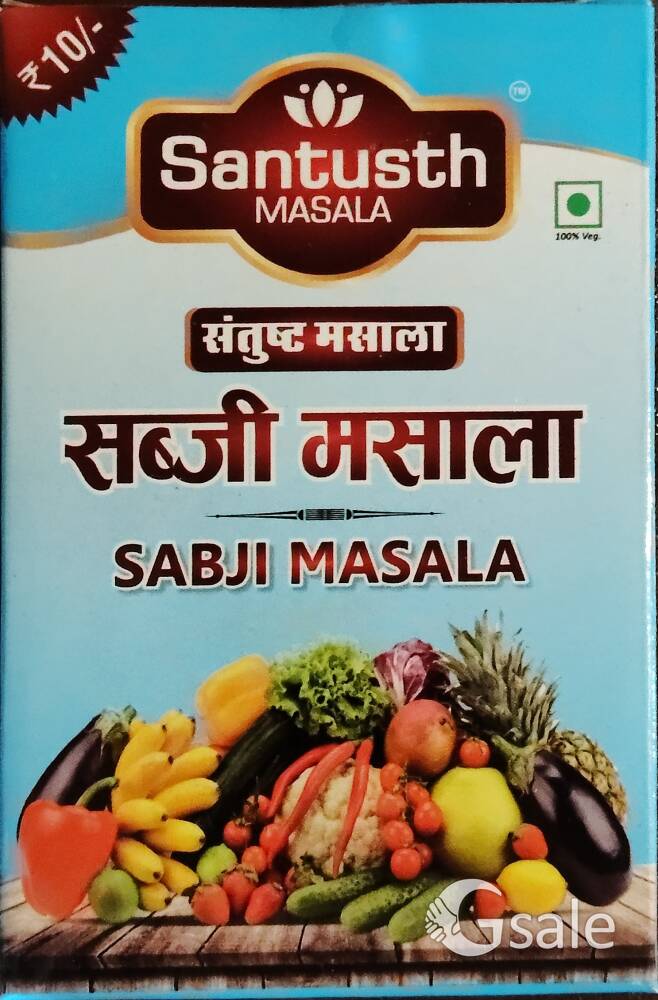 ₹10/-
TM
Santusth
MASALA
100% Veg.
संतुष्ट मसाला
सब्जी मसाला
SABJI MASALA
Gsale